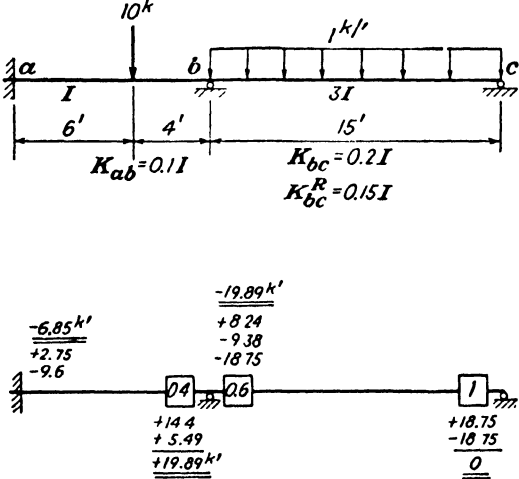 10k
1 k/'
a
b
c
I
3I
6'
4'
15'
Kab=0.1I
Kbc=0.2I
KRbc=0.15I
-19.89k'
+8 24
-9 38
-18 75
-6.85k'
+2.75
-9.6
0.4
0.6
1
+14 4
+5.49
+19.89k'
+18.75
-18 75
0